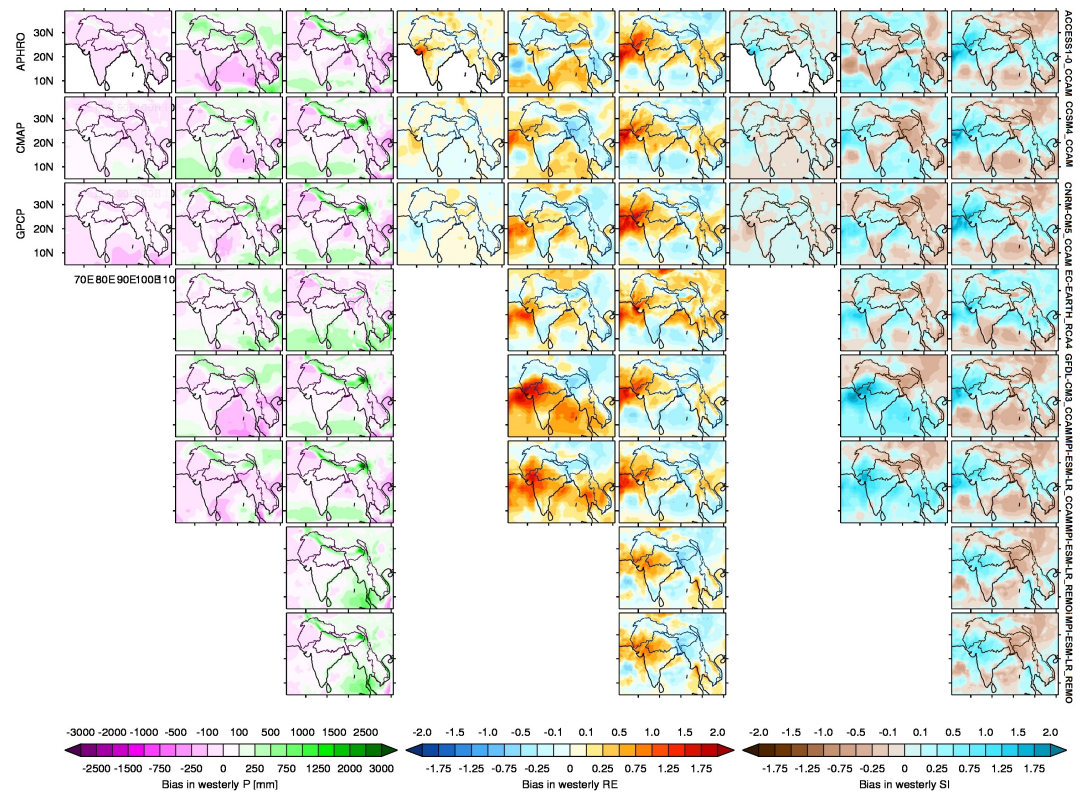 30N
20N
10N
APHRO
30N
20N
10N
CMAP
30N
20N
10N
GPCP
70E 80E 90E 100E 110
ACCESS1-0_CCAM
CCSM4_CCAM
CNRM-CM5_CCAM
EC-EARTH_RCA4
GFDL-CM3_CCAM
MPI-ESM-LR_CCAM
MPI-ESM-LR_REMO
MPI-ESM-LR_REMO
-3000 -2000 -1000 -500 -100 100 500 1000 1500 2500
-2500 -1500 -750 -250 0 250 750 1250 2000 3000
Bias in westerly P [mm]
-2.0 -1.5 -1.0 -0.5 -0.1 0.1 0.5 1.0 1.5 2.0
-1.75 -1.25 -0.75 -0.25 0 0.25 0.75 1.25 1.75
Bias in westerly RE
-2.0 -1.5 -1.0 -0.5 -0.1 0.1 0.5 1.0 1.5 2.0
-1.75 -1.25 -0.75 -0.25 0 0.25 0.75 1.25 1.75
Bias in westerly SI